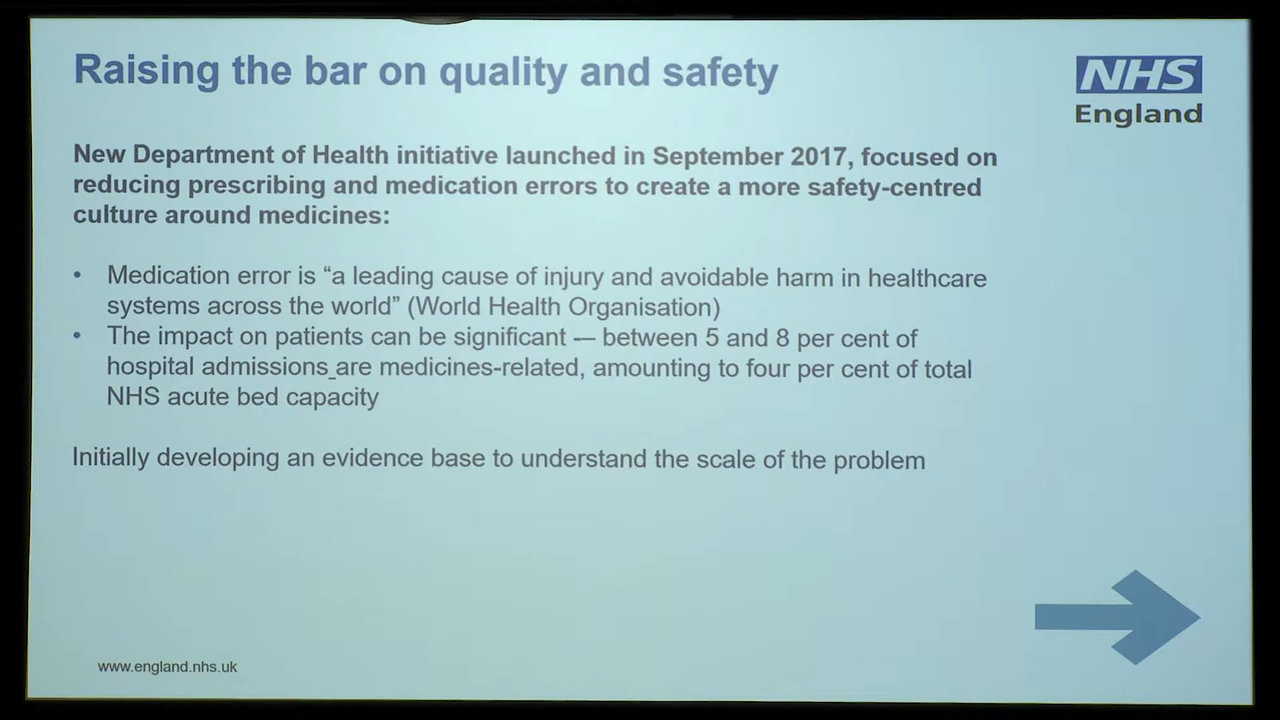 Raising the bar on quality and safety
NHS
England
New Department of Health initiative launched in September 2017, focused on
reducing prescribing and medication errors to create a more safety-centred
culture around medicines:
• Medication error is “a leading cause of injury and avoidable harm in healthcare
systems across the world” (World Health Organisation)
• The impact on patients can be significant — between 5 and 8 per cent of
hospital admissions are medicines-related, amounting to four per cent of total
NHS acute bed capacity
Initially developing an evidence base to understand the scale of the problem
www.england.nhs.uk